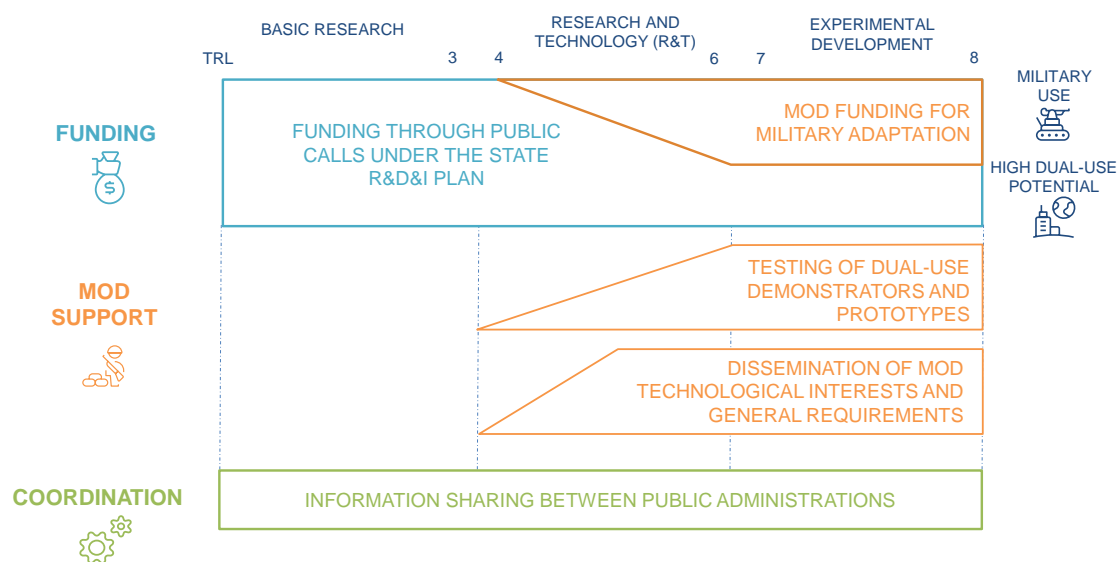 BASIC RESEARCH
RESEARCH AND
TECHNOLOGY (R&T)
EXPERIMENTAL
DEVELOPMENT
TRL
3
4
6
7
8
MILITARY
USE
FUNDING
$
FUNDING THROUGH PUBLIC
CALLS UNDER THE STATE
R&D&I PLAN
MOD FUNDING FOR
MILITARY ADAPTATION
HIGH DUAL-USE
POTENTIAL
MOD
SUPPORT
TESTING OF DUAL-USE
DEMONSTRATORS AND
PROTOTYPES
DISSEMINATION OF MOD
TECHNOLOGICAL INTERESTS AND
GENERAL REQUIREMENTS
COORDINATION
INFORMATION SHARING BETWEEN PUBLIC ADMINISTRATIONS